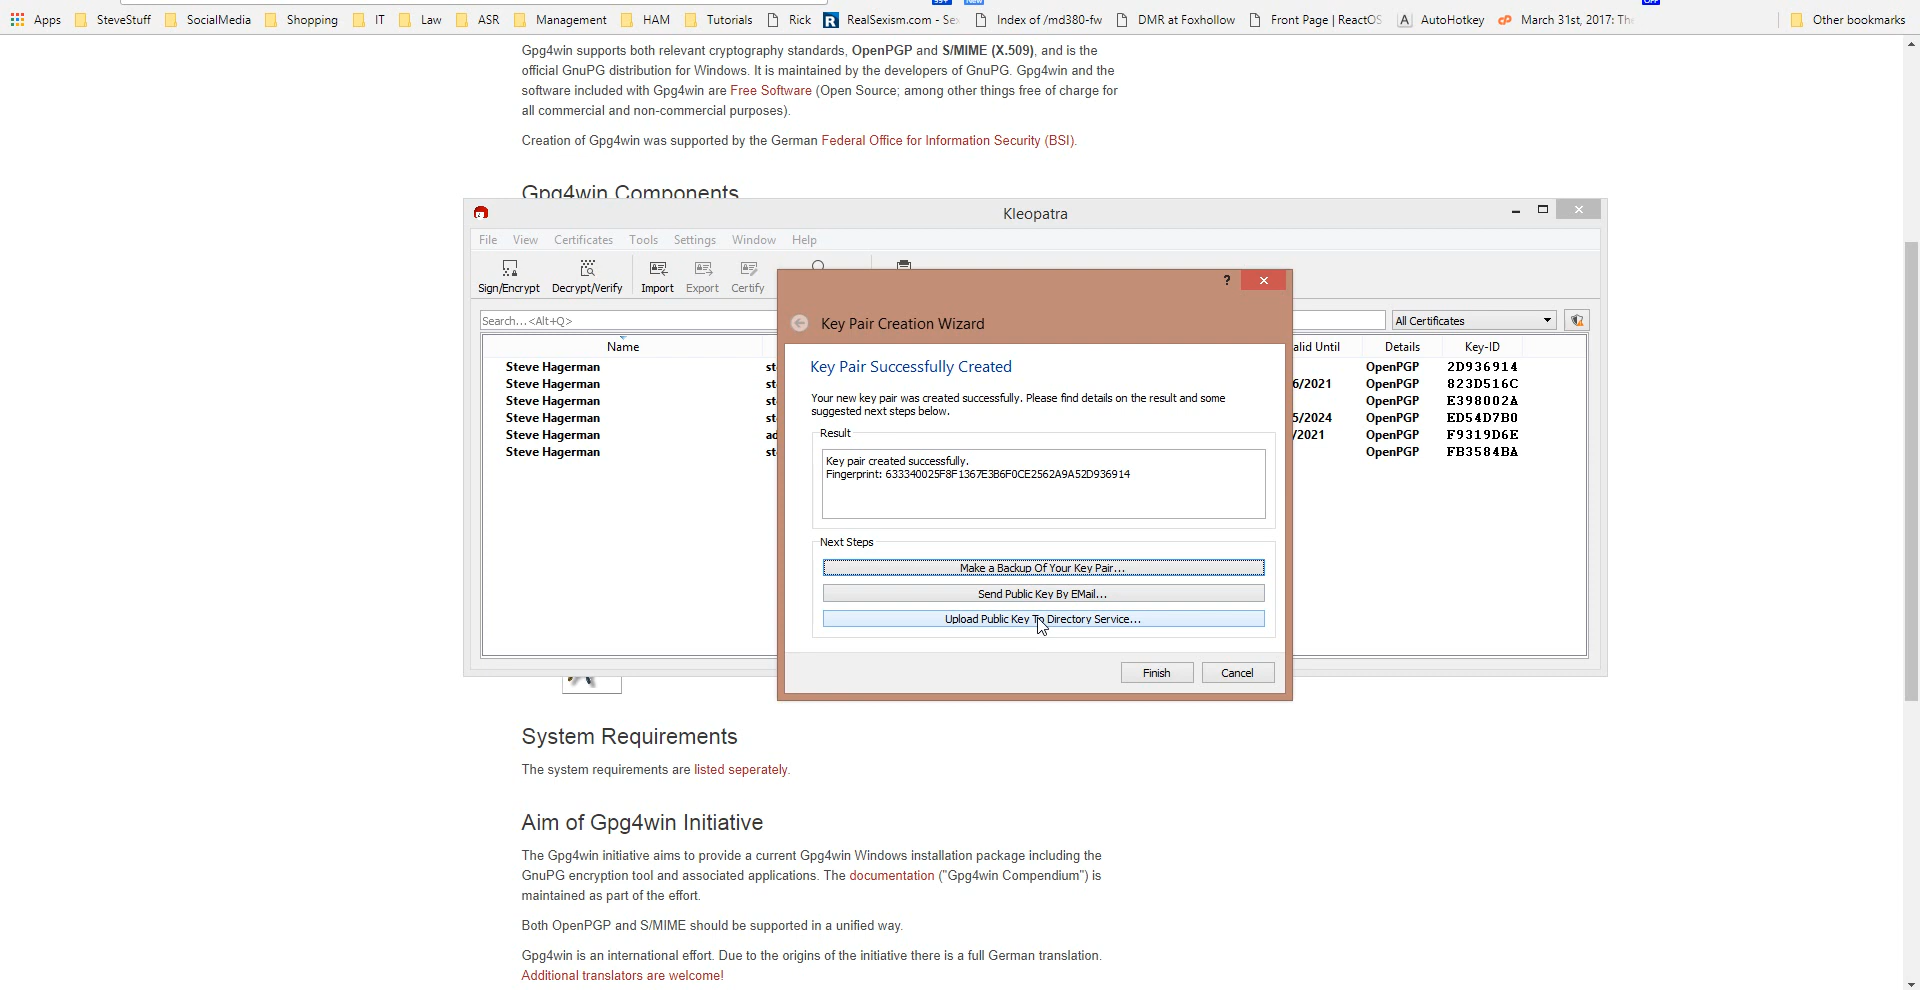 99+ New Off
Apps SteveStuff SocialMedia Shopping IT Law ASR Management HAM Tutorials Rick RealSexism.com - Se Index of /md380-fw DMR at Foxhollow Front Page | ReactOS AutoHotkey March 31st, 2017: The Other bookmarks
Gpg4win supports both relevant cryptography standards, OpenPGP and S/MIME (X.509), and is the
official GnuPG distribution for Windows. It is maintained by the developers of GnuPG. Gpg4win and the
software included with Gpg4win are Free Software (Open Source; among other things free of charge for
all commercial and non-commercial purposes).
Creation of Gpg4win was supported by the German Federal Office for Information Security (BSI).
Gpg4win Components
Kleopatra
File View Certificates Tools Settings Window Help
Sign/Encrypt Decrypt/Verify Import Export Certify
Search...<Alt+Q> All Certificates
Name alid Until Details Key-ID
Steve Hagerman st OpenPGP 2D936914
Steve Hagerman st 6/2021 OpenPGP 823D516C
Steve Hagerman st OpenPGP E398002A
Steve Hagerman st 5/2024 OpenPGP ED54D7B0
Steve Hagerman ad /2021 OpenPGP F9319D6E
Steve Hagerman st OpenPGP FB3584BA
?
Key Pair Creation Wizard
Key Pair Successfully Created
Your new key pair was created successfully. Please find details on the result and some
suggested next steps below.
Result
Key pair created successfully.
Fingerprint: 633340025F8F1367E3B6F0CE2562A9A52D936914
Next Steps
Make a Backup Of Your Key Pair...
Send Public Key By EMail...
Upload Public Key To Directory Service...
Finish Cancel
System Requirements
The system requirements are listed seperately.
Aim of Gpg4win Initiative
The Gpg4win initiative aims to provide a current Gpg4win Windows installation package including the
GnuPG encryption tool and associated applications. The documentation ("Gpg4win Compendium") is
maintained as part of the effort.
Both OpenPGP and S/MIME should be supported in a unified way.
Gpg4win is an international effort. Due to the origins of the initiative there is a full German translation.
Additional translators are welcome!